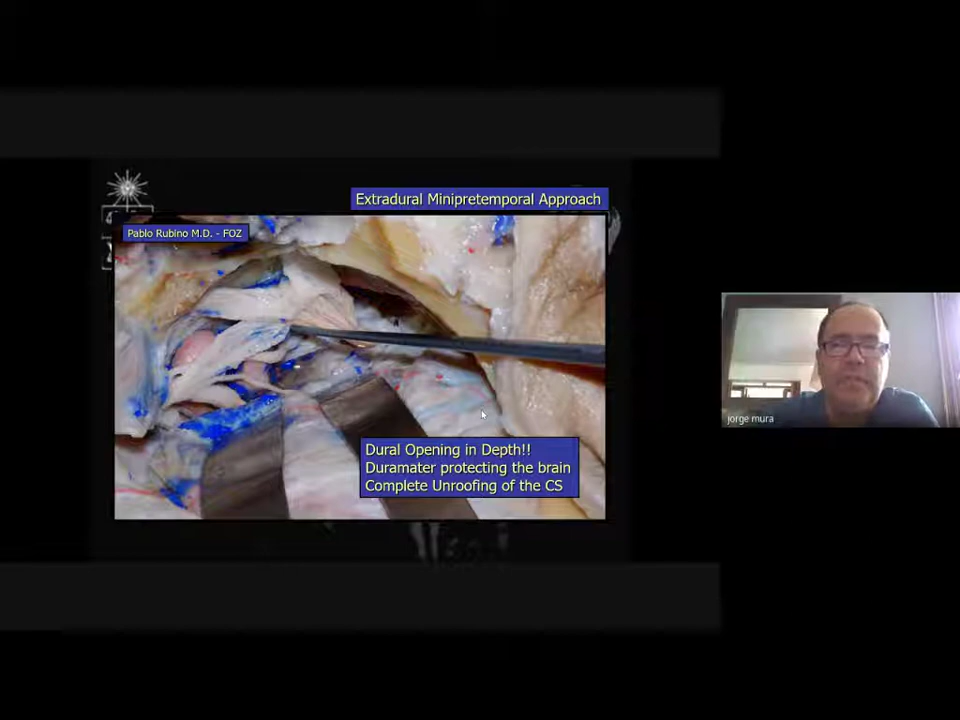 Extradural Minipretemporal Approach
Pablo Rubino M.D. - FOZ
Dural Opening in Depth!!
Duramater protecting the brain
Complete Unroofing of the CS
jorge mura